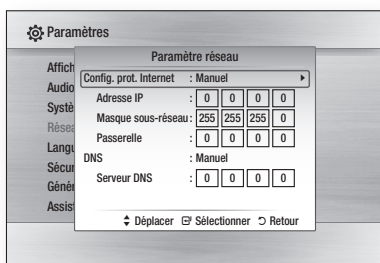 Paramètres
Paramètre réseau
Affich
Audio
Systè
Résea
Langu
Sécur
Génér
Assis
Config. prot. Internet : Manuel
Adresse IP : 0 0 0 0
Masque sous-réseau : 255 255 255 0
Passerelle : 0 0 0 0
DNS : Manuel
Serveur DNS : 0 0 0 0
Déplacer Sélectionner Retour